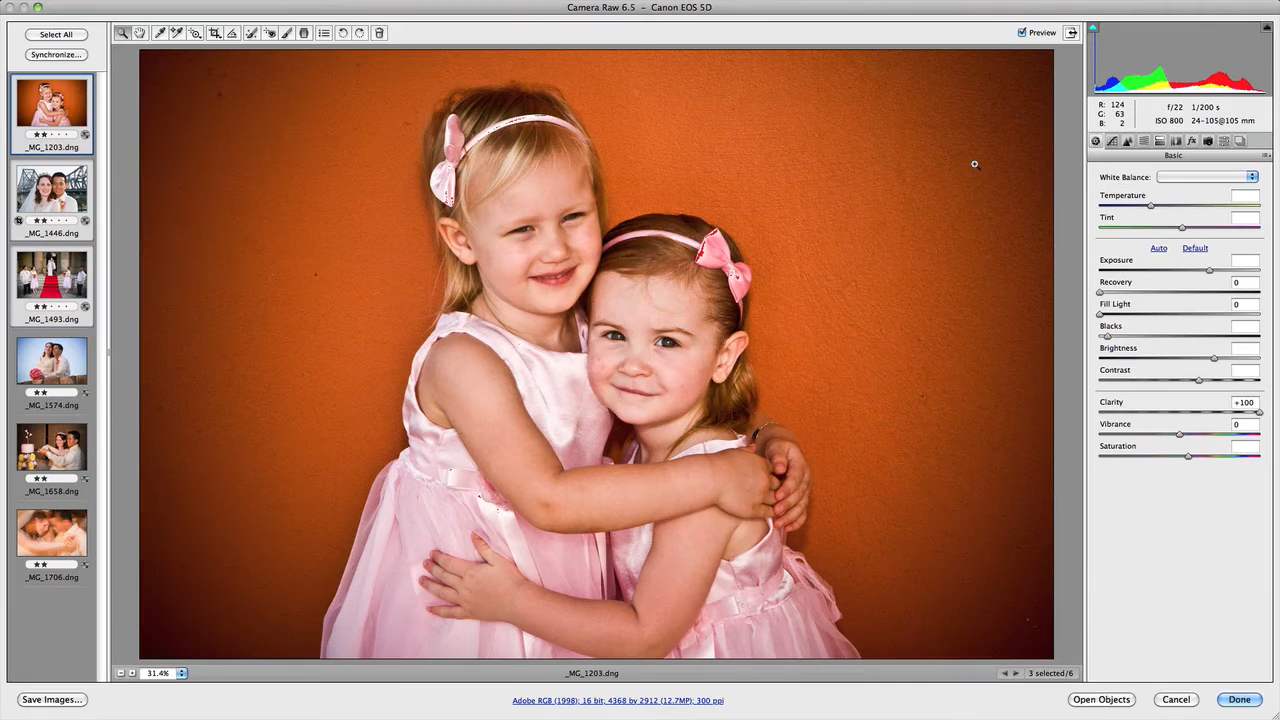 Camera Raw 6.5 – Canon EOS 5D
Select All
Synchronize...
_MG_1203.dng
_MG_1446.dng
_MG_1493.dng
_MG_1574.dng
_MG_1658.dng
_MG_1706.dng
Preview
R: 124
G: 63
B: 2
f/22 1/200 s
ISO 800 24-105@105 mm
Basic
White Balance:
Temperature
Tint
Auto Default
Exposure
Recovery 0
Fill Light 0
Blacks
Brightness
Contrast
Clarity +100
Vibrance 0
Saturation
31.4%
_MG_1203.dng
3 selected/6
Save Images...
Adobe RGB (1998); 16 bit; 4368 by 2912 (12.7MP); 300 ppi
Open Objects
Cancel
Done